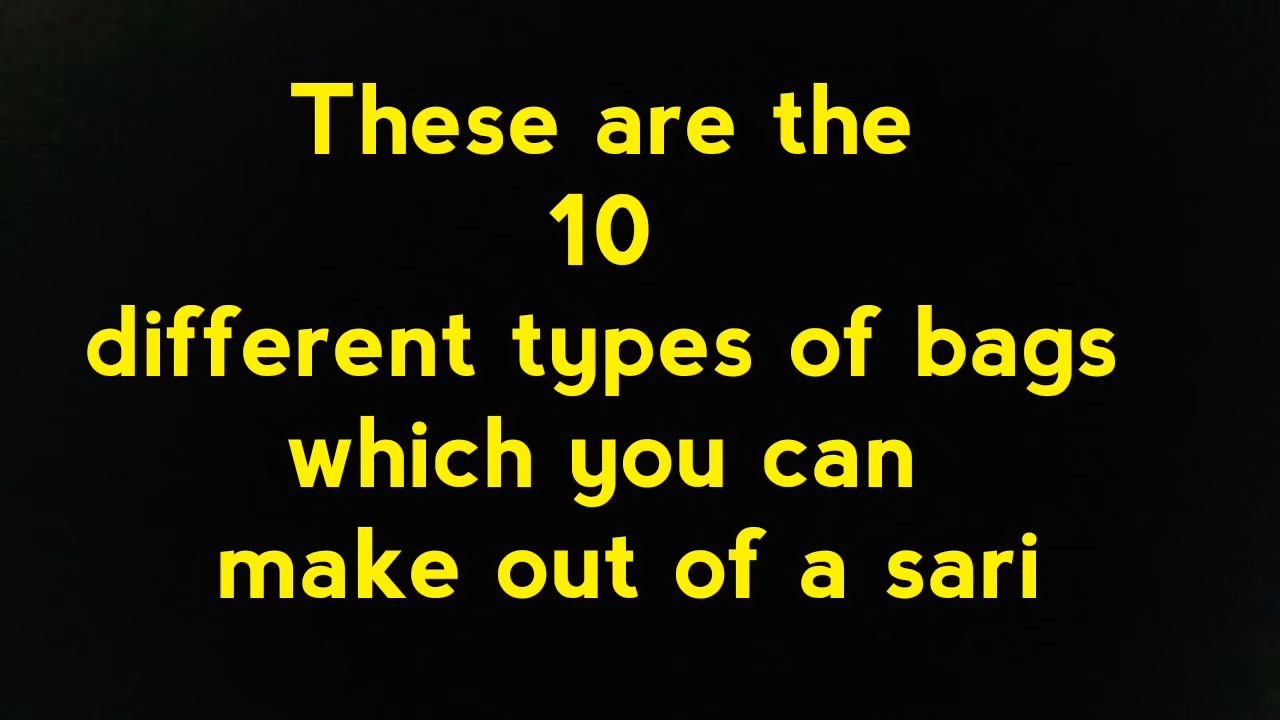 These are the
10
different types of bags
which you can
make out of a sari